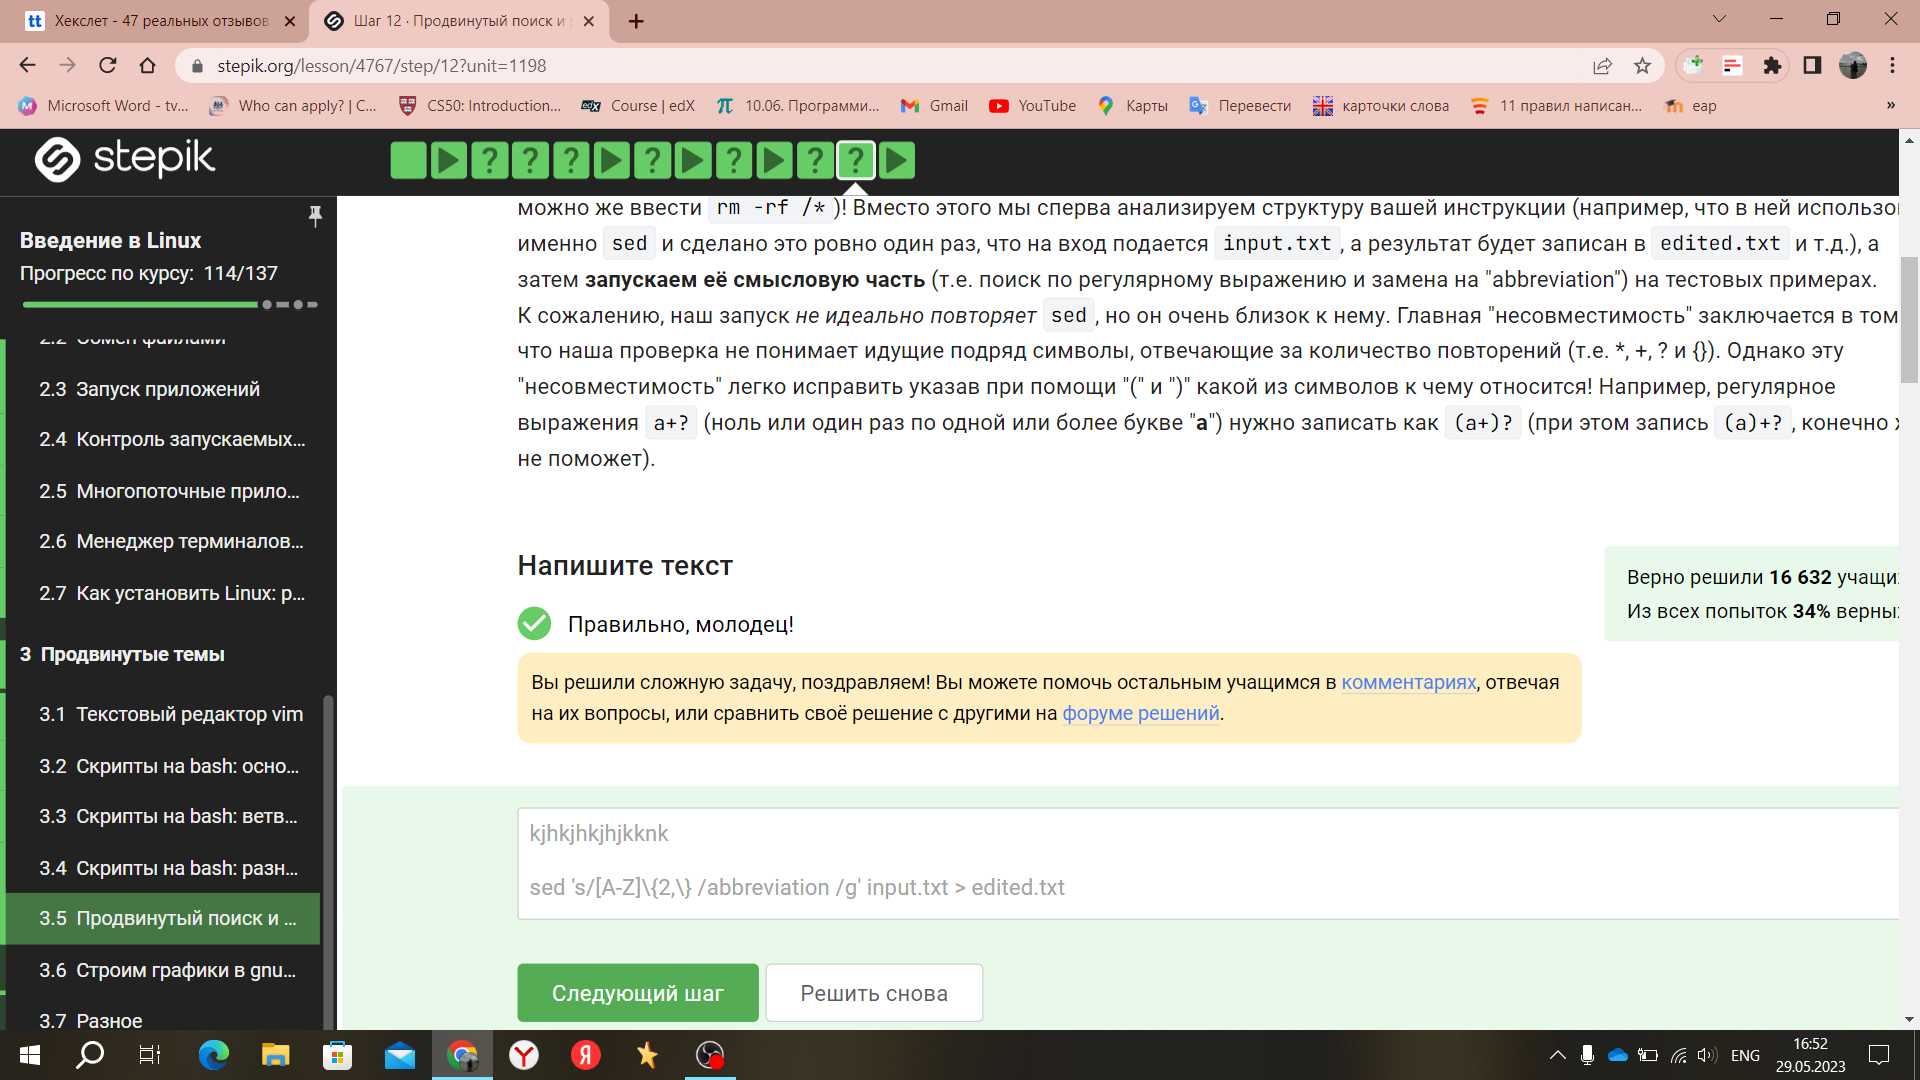 Хекслет - 47 реальных отзывов
Шаг 12 · Продвинутый поиск и
stepik.org/lesson/4767/step/12?unit=1198
Microsoft Word - tv...
Who can apply? | C...
CS50: Introduction...
Course | edX
10.06. Программи...
Gmail
YouTube
Карты
Перевести
карточки слова
11 правил написан...
eap
»
stepik
Введение в Linux
Прогресс по курсу: 114/137
2.2 Обмен файлами
2.3 Запуск приложений
2.4 Контроль запускаемых...
2.5 Многопоточные прило...
2.6 Менеджер терминалов...
2.7 Как установить Linux: р...
3 Продвинутые темы
3.1 Текстовый редактор vim
3.2 Скрипты на bash: осно...
3.3 Скрипты на bash: ветв...
3.4 Скрипты на bash: разн...
3.5 Продвинутый поиск и ...
3.6 Строим графики в gnu...
3.7 Разное
можно же ввести rm -rf /* )! Вместо этого мы сперва анализируем структуру вашей инструкции (например, что в ней использо
именно sed и сделано это ровно один раз, что на вход подается input.txt , а результат будет записан в edited.txt и т.д.), а
затем запускаем её смысловую часть (т.е. поиск по регулярному выражению и замена на "abbreviation") на тестовых примерах.
К сожалению, наш запуск не идеально повторяет sed , но он очень близок к нему. Главная "несовместимость" заключается в том
что наша проверка не понимает идущие подряд символы, отвечающие за количество повторений (т.е. *, +, ? и {}). Однако эту
"несовместимость" легко исправить указав при помощи "(" и ")" какой из символов к чему относится! Например, регулярное
выражения a+? (ноль или один раз по одной или более букве "a") нужно записать как (a+)? (при этом запись (a)+? , конечно ж
не поможет).
Напишите текст
Верно решили 16 632 учащи
Из всех попыток 34% верны
Правильно, молодец!
Вы решили сложную задачу, поздравляем! Вы можете помочь остальным учащимся в комментариях, отвечая
на их вопросы, или сравнить своё решение с другими на форуме решений.
kjhkjhkjhjkknk
sed 's/[A-Z]\{2,\} /abbreviation /g' input.txt > edited.txt
Следующий шаг
Решить снова
ENG
16:52
29.05.2023